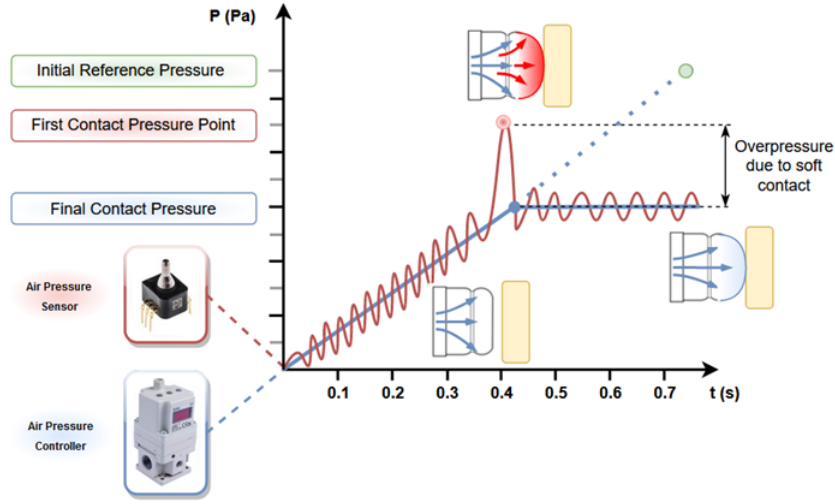 P (Pa)
Initial Reference Pressure
First Contact Pressure Point
Final Contact Pressure
Overpressure
due to soft
contact
Air Pressure
Sensor
Air Pressure
Controller
0.1
0.2
0.3
0.4
0.5
0.6
0.7
t (s)